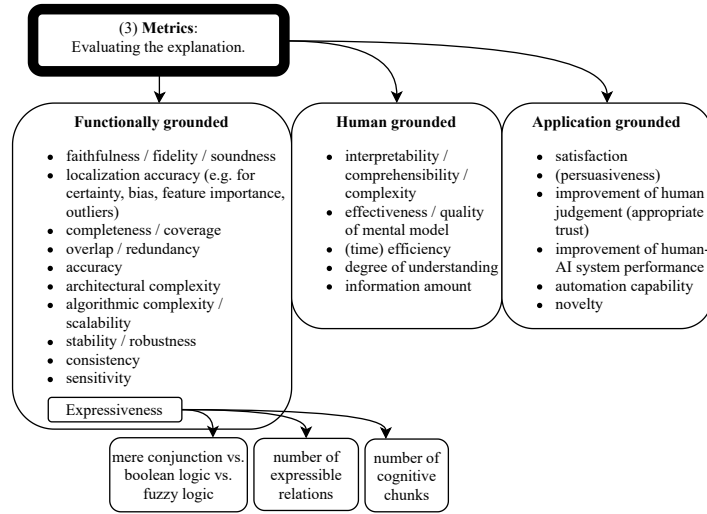 (3) Metrics:
Evaluating the explanation.
Functionally grounded
• faithfulness / fidelity / soundness
• localization accuracy (e.g. for
certainty, bias, feature importance,
outliers)
• completeness / coverage
• overlap / redundancy
• accuracy
• architectural complexity
• algorithmic complexity /
scalability
• stability / robustness
• consistency
• sensitivity
Expressiveness
Human grounded
• interpretability /
comprehensibility /
complexity
• effectiveness / quality
of mental model
• (time) efficiency
• degree of understanding
• information amount
Application grounded
• satisfaction
• (persuasiveness)
• improvement of human
judgement (appropriate
trust)
• improvement of human-
AI system performance
• automation capability
• novelty
mere conjunction vs.
boolean logic vs.
fuzzy logic
number of
expressible
relations
number of
cognitive
chunks